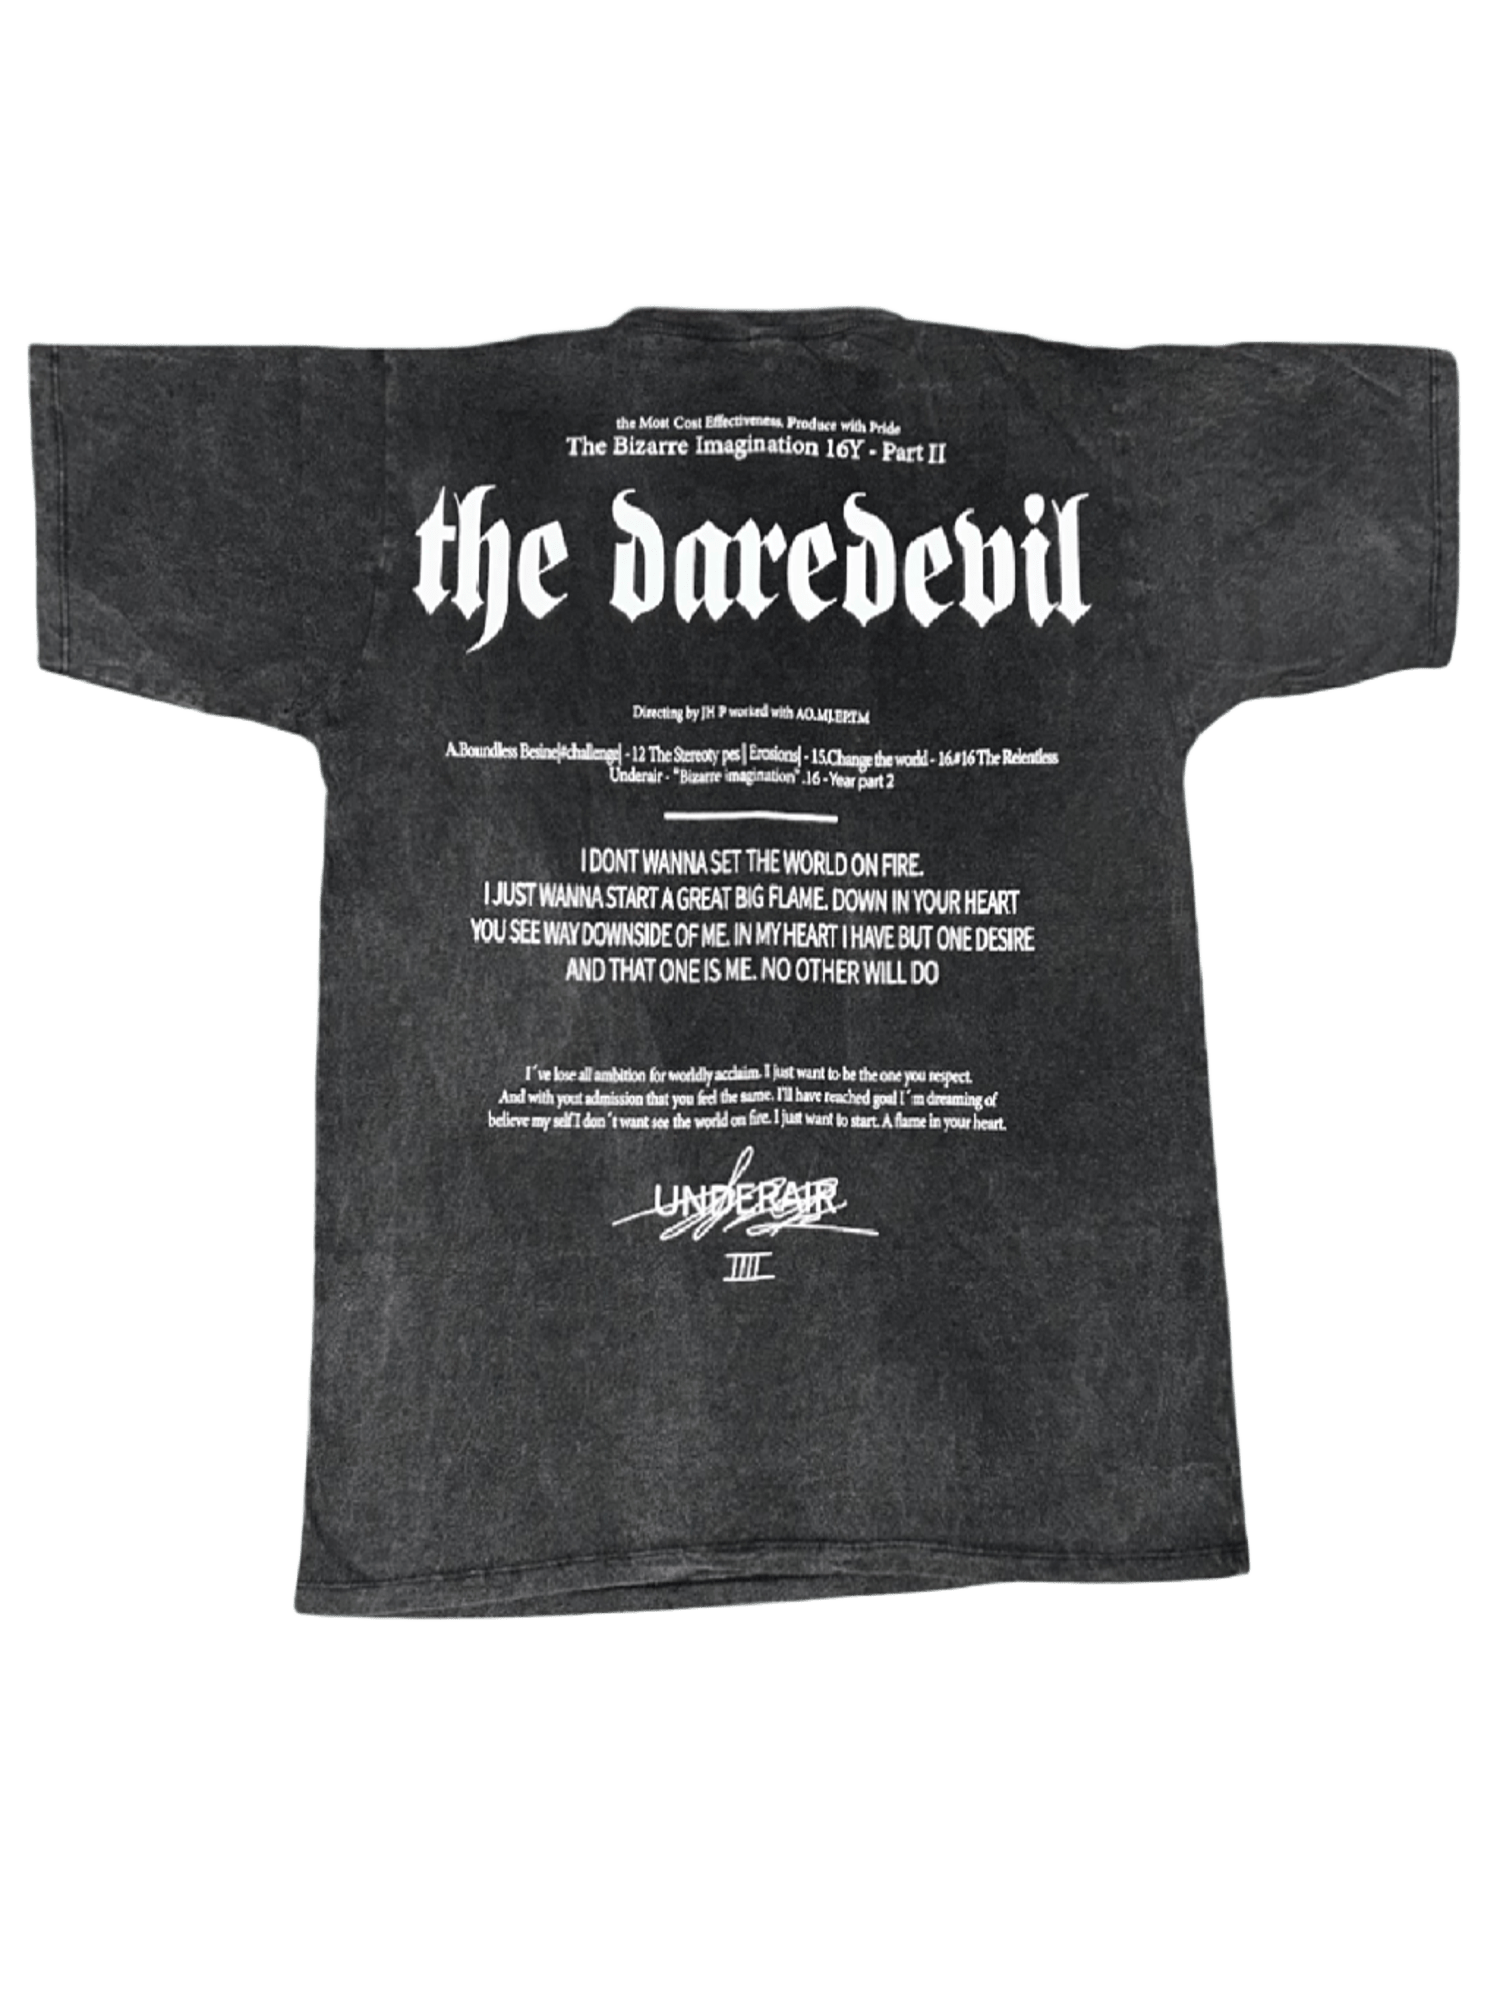 the Most Cost Effectiveness. Produce with Pride
The Bizarre Imagination 16Y - Part II
the daredevil
Directing by JH P worked with AO.MJ.EP.TM
A.Boundless Besine|#challenge| - 12 The Stereoty pes | Erosions| - 15.Change the world - 16.#16 The Relentless
Underair - "Bizarre imagination" .16 - Year part 2
I DONT WANNA SET THE WORLD ON FIRE.
I JUST WANNA START A GREAT BIG FLAME. DOWN IN YOUR HEART
YOU SEE WAY DOWNSIDE OF ME. IN MY HEART I HAVE BUT ONE DESIRE
AND THAT ONE IS ME. NO OTHER WILL DO
I´ve lose all ambition for worldly acclaim. I just want to be the one you respect.
And with yout admission that you feel the same. I'll have reached goal I´m dreaming of
believe my self I don´t want see the world on fire. I just want to start. A flame in your heart.
UNDERAIR
IIII